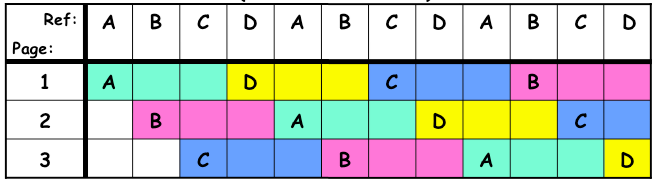 Ref: A B C D A B C D A B C D
Page:
1 A D C B
2 B A D C
3 C B A D